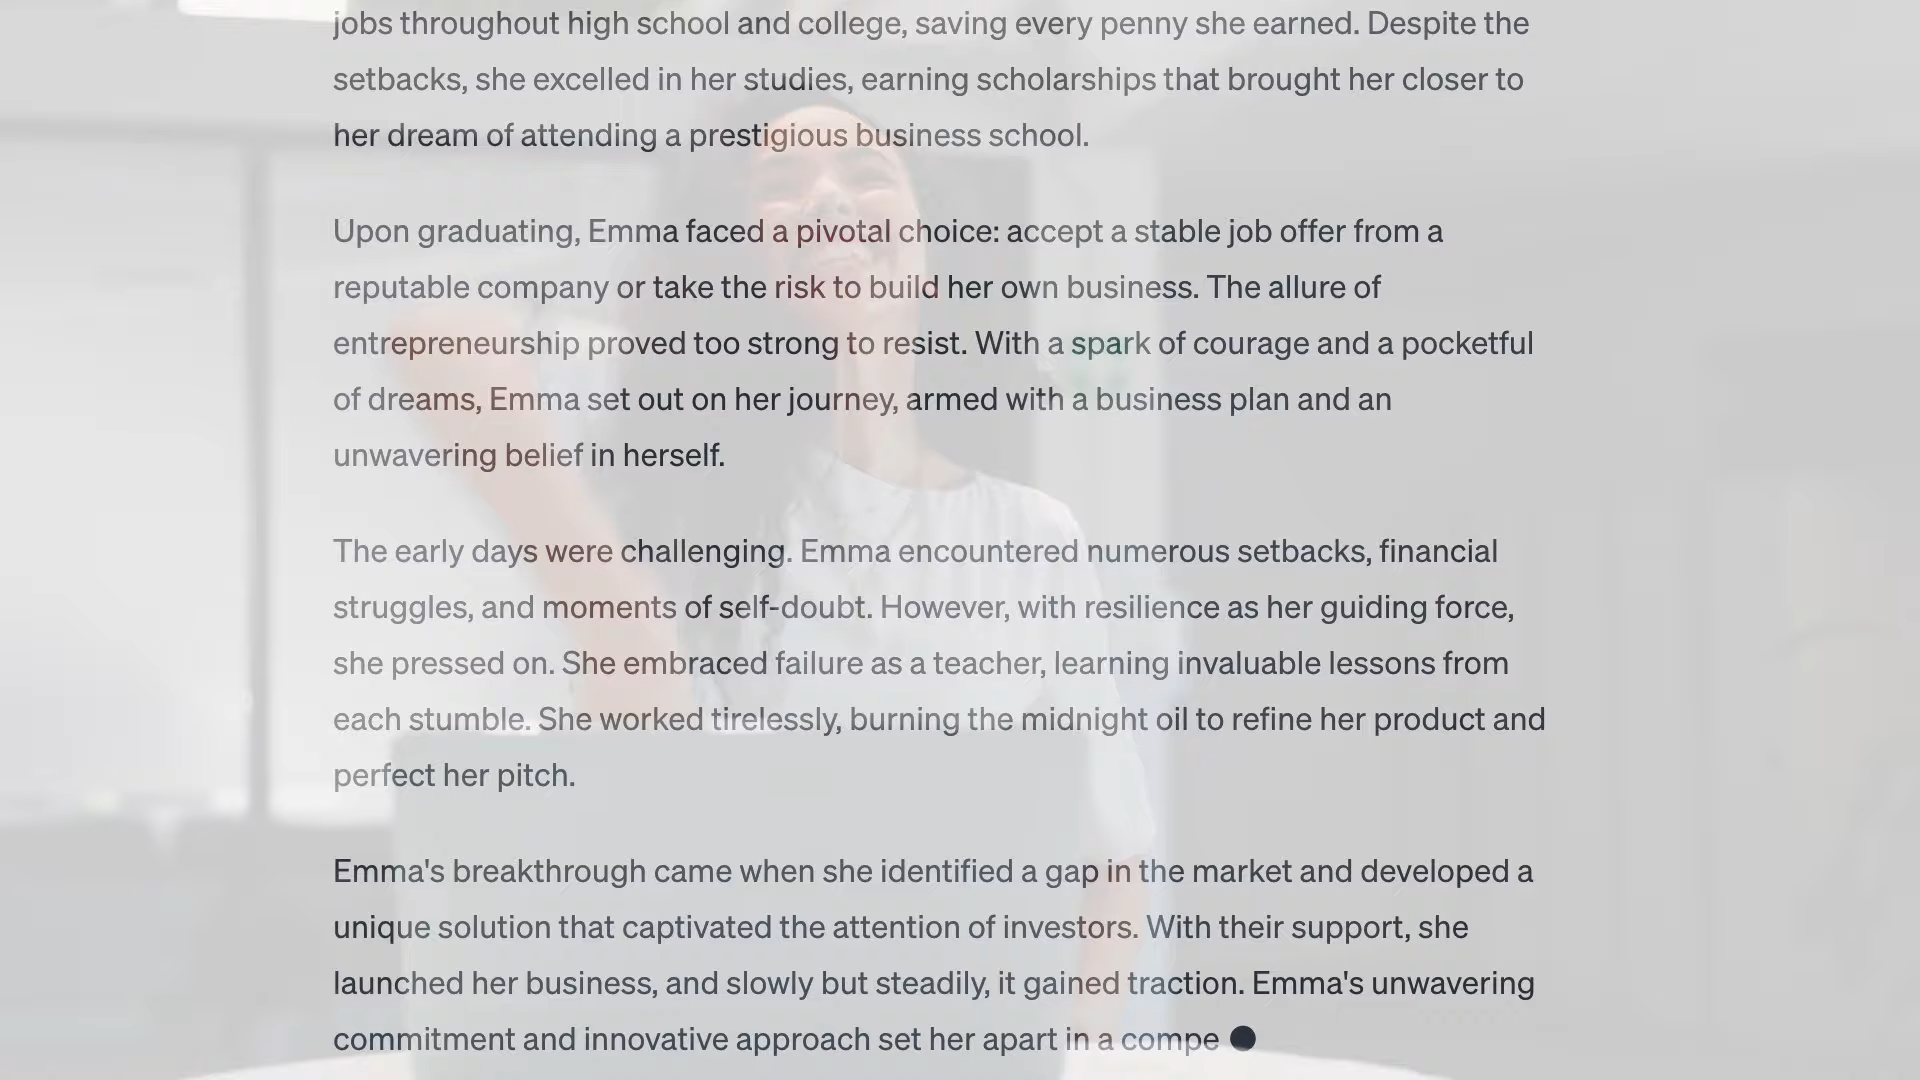 jobs throughout high school and college, saving every penny she earned. Despite the
setbacks, she excelled in her studies, earning scholarships that brought her closer to
her dream of attending a prestigious business school.
Upon graduating, Emma faced a pivotal choice: accept a stable job offer from a
reputable company or take the risk to build her own business. The allure of
entrepreneurship proved too strong to resist. With a spark of courage and a pocketful
of dreams, Emma set out on her journey, armed with a business plan and an
unwavering belief in herself.
The early days were challenging. Emma encountered numerous setbacks, financial
struggles, and moments of self-doubt. However, with resilience as her guiding force,
she pressed on. She embraced failure as a teacher, learning invaluable lessons from
each stumble. She worked tirelessly, burning the midnight oil to refine her product and
perfect her pitch.
Emma's breakthrough came when she identified a gap in the market and developed a
unique solution that captivated the attention of investors. With their support, she
launched her business, and slowly but steadily, it gained traction. Emma's unwavering
commitment and innovative approach set her apart in a compe